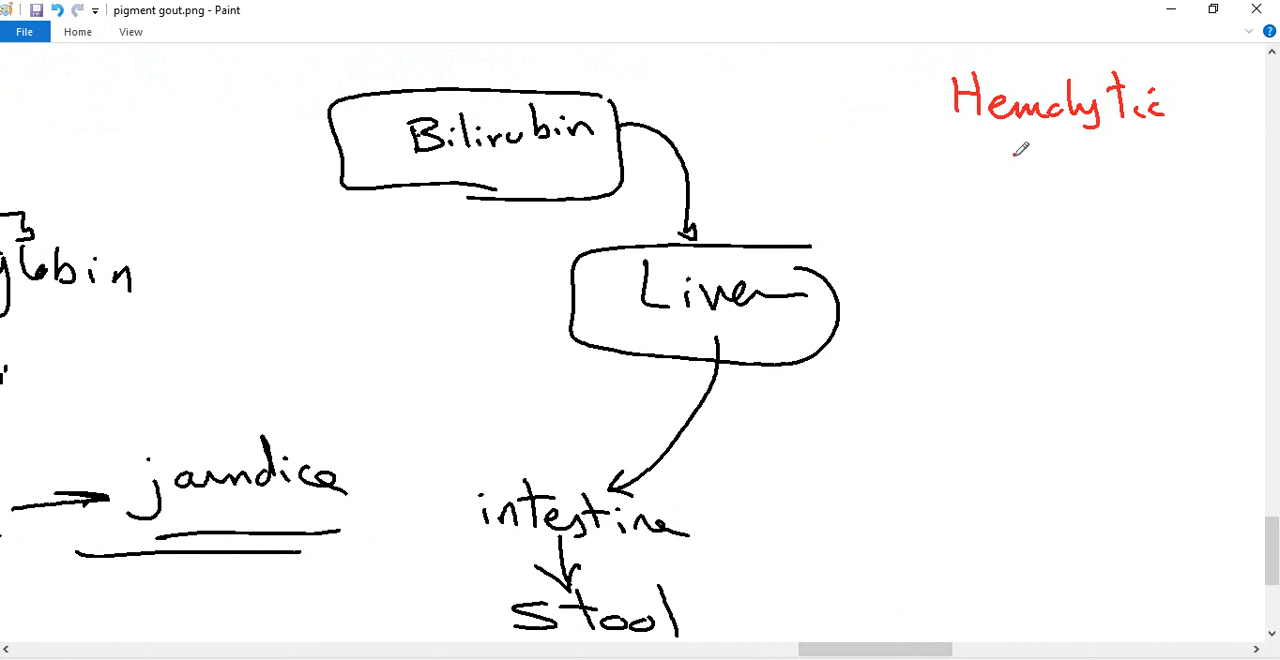 pigment gout.png - Paint
File Home View
Hemolytic
Bilirubin
globin
Liver
jaundice
intestine
stool